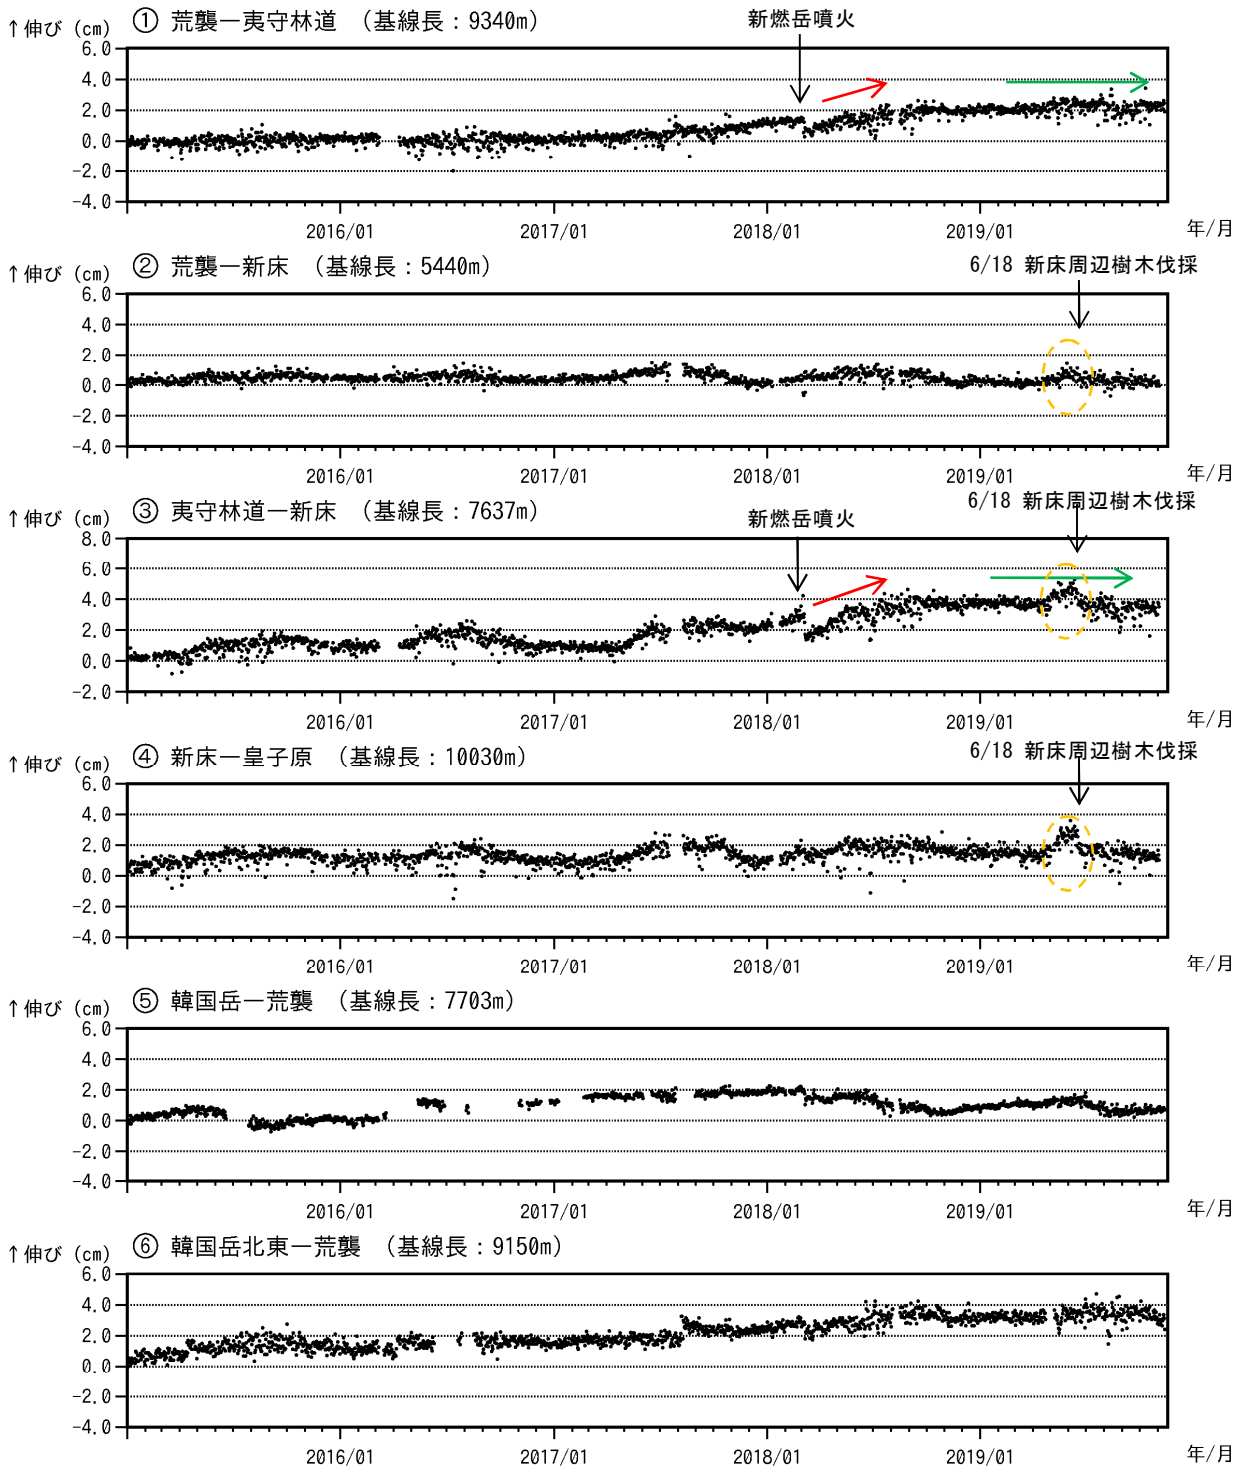 ① 荒襲ー夷守林道 （基線長：9340m） 新燃岳噴火
↑伸び (cm)
6.0
4.0
2.0
0.0
-2.0
-4.0
2016/01 2017/01 2018/01 2019/01 年/月
② 荒襲ー新床 （基線長：5440m） 6/18 新床周辺樹木伐採
↑伸び (cm)
6.0
4.0
2.0
0.0
-2.0
-4.0
2016/01 2017/01 2018/01 2019/01 年/月
6/18 新床周辺樹木伐採
③ 夷守林道ー新床 （基線長：7637m） 新燃岳噴火
↑伸び (cm)
8.0
6.0
4.0
2.0
0.0
-2.0
2016/01 2017/01 2018/01 2019/01 年/月
④ 新床ー皇子原 （基線長：10030m） 6/18 新床周辺樹木伐採
↑伸び (cm)
6.0
4.0
2.0
0.0
-2.0
-4.0
2016/01 2017/01 2018/01 2019/01 年/月
⑤ 韓国岳ー荒襲 （基線長：7703m）
↑伸び (cm)
6.0
4.0
2.0
0.0
-2.0
-4.0
2016/01 2017/01 2018/01 2019/01 年/月
⑥ 韓国岳北東ー荒襲 （基線長：9150m）
↑伸び (cm)
6.0
4.0
2.0
0.0
-2.0
-4.0
2016/01 2017/01 2018/01 2019/01 年/月